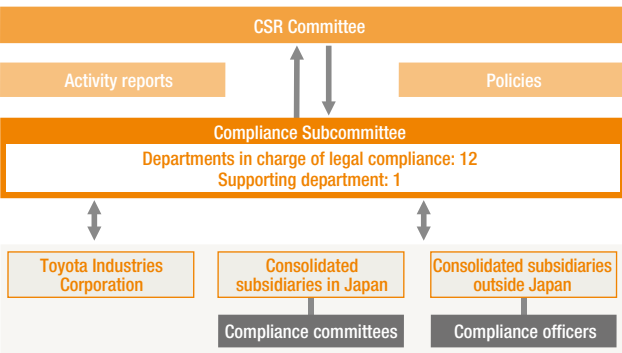 CSR Committee
Activity reports
Policies
Compliance Subcommittee
Departments in charge of legal compliance: 12
Supporting department: 1
Toyota Industries
Corporation
Consolidated
subsidiaries in Japan
Consolidated subsidiaries
outside Japan
Compliance committees
Compliance officers